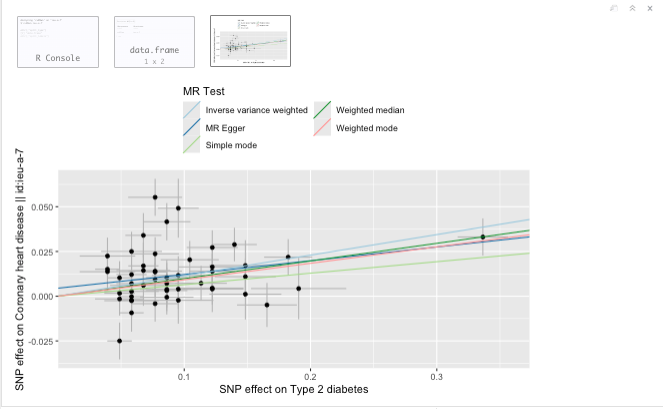 R Console
data.frame
1 x 2
MR Test
Inverse variance weighted
Weighted median
MR Egger
Weighted mode
Simple mode
SNP effect on Coronary heart disease || id:ieu-a-7
0.050
0.025
0.000
-0.025
0.1
0.2
0.3
SNP effect on Type 2 diabetes